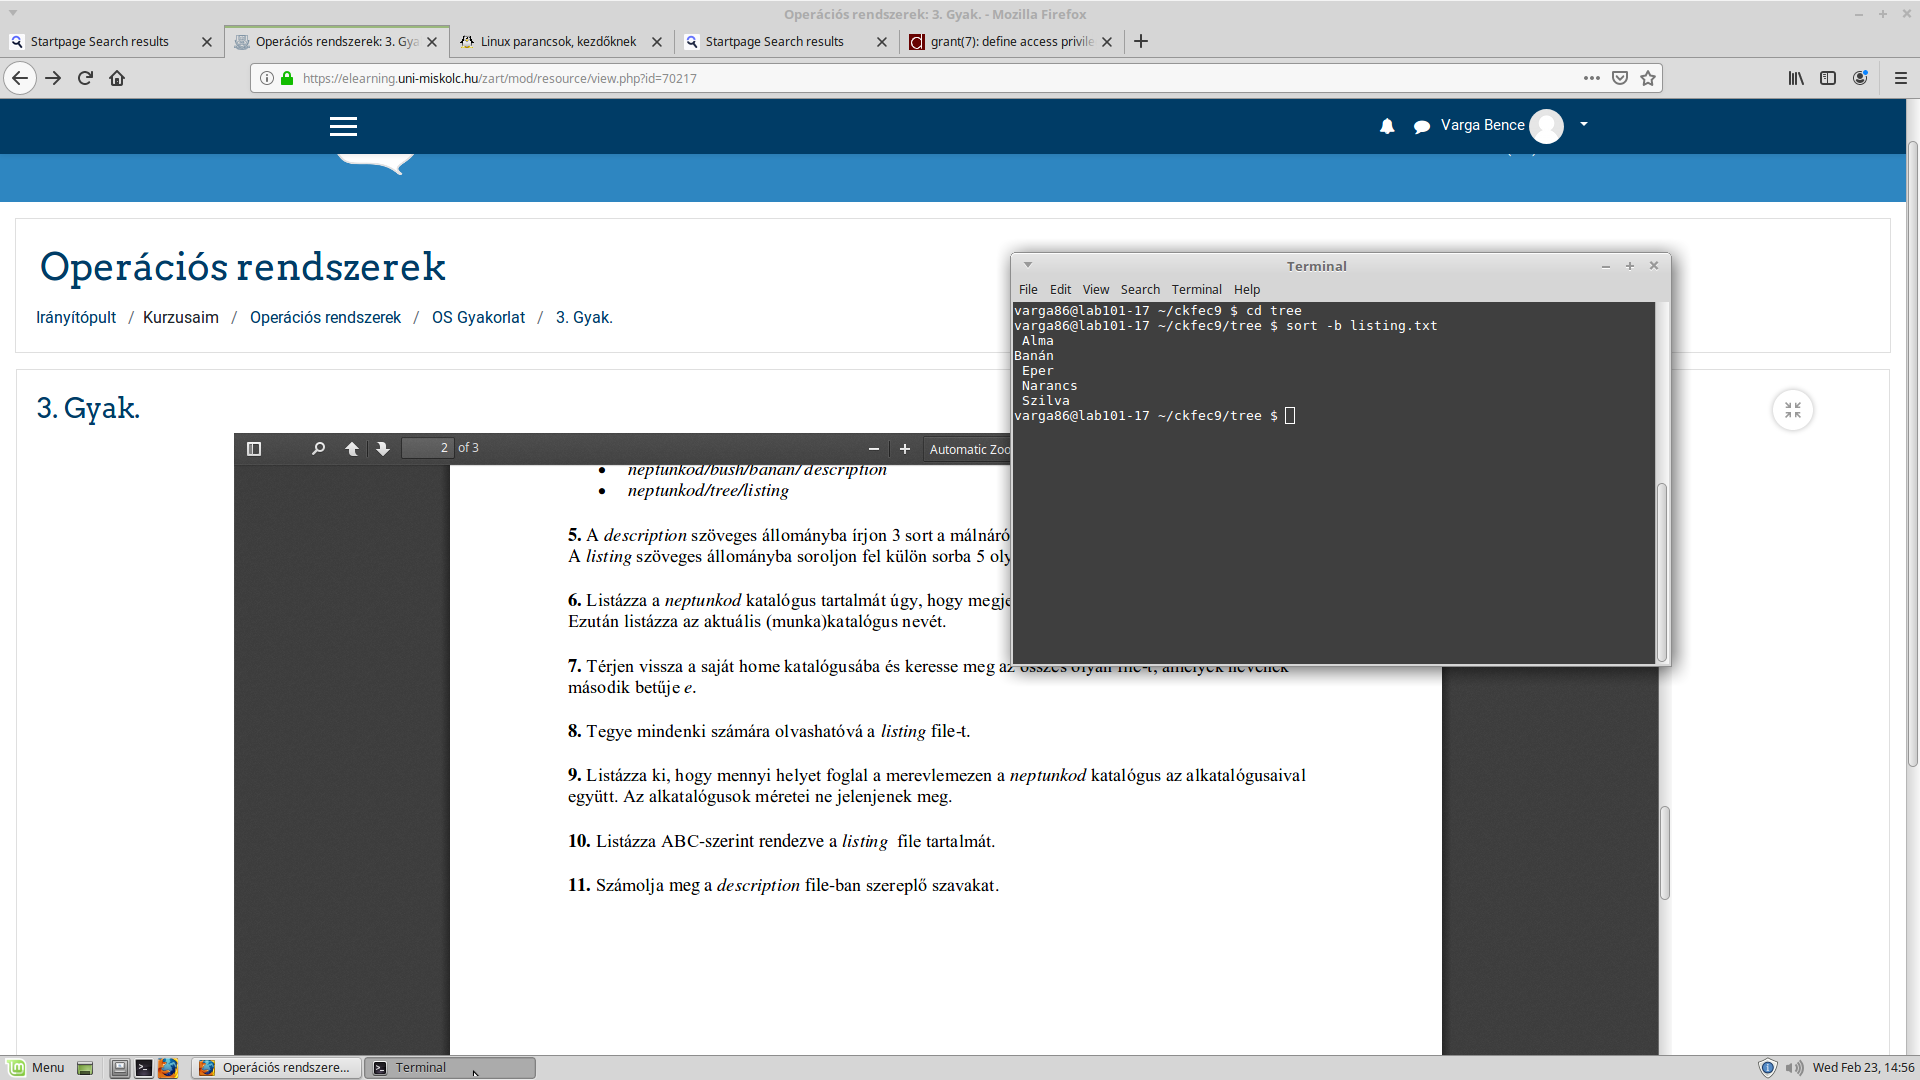 Operációs rendszerek: 3. Gyak. - Mozilla Firefox
Startpage Search results
Operációs rendszerek: 3. Gya
Linux parancsok, kezdőknek
Startpage Search results
grant(7): define access privile
https://elearning.uni-miskolc.hu/zart/mod/resource/view.php?id=70217
Varga Bence
Operációs rendszerek
Irányítópult / Kurzusaim / Operációs rendszerek / OS Gyakorlat / 3. Gyak.
3. Gyak.
2 of 3
Automatic Zoo
• neptunkod/bush/banan/description
• neptunkod/tree/listing
5. A description szöveges állományba írjon 3 sort a málnáró
A listing szöveges állományba soroljon fel külön sorba 5 oly
6. Listázza a neptunkod katalógus tartalmát úgy, hogy megje
Ezután listázza az aktuális (munka)katalógus nevét.
7. Térjen vissza a saját home katalógusába és keresse meg az összes olyan file-t, amelyek nevének
második betűje e.
8. Tegye mindenki számára olvashatóvá a listing file-t.
9. Listázza ki, hogy mennyi helyet foglal a merevlemezen a neptunkod katalógus az alkatalógusaival
együtt. Az alkatalógusok méretei ne jelenjenek meg.
10. Listázza ABC-szerint rendezve a listing file tartalmát.
11. Számolja meg a description file-ban szereplő szavakat.
Terminal
File Edit View Search Terminal Help
varga86@lab101-17 ~/ckfec9 $ cd tree
varga86@lab101-17 ~/ckfec9/tree $ sort -b listing.txt
Alma
Banán
Eper
Narancs
Szilva
varga86@lab101-17 ~/ckfec9/tree $
Menu
Operációs rendszere...
Terminal
Wed Feb 23, 14:56